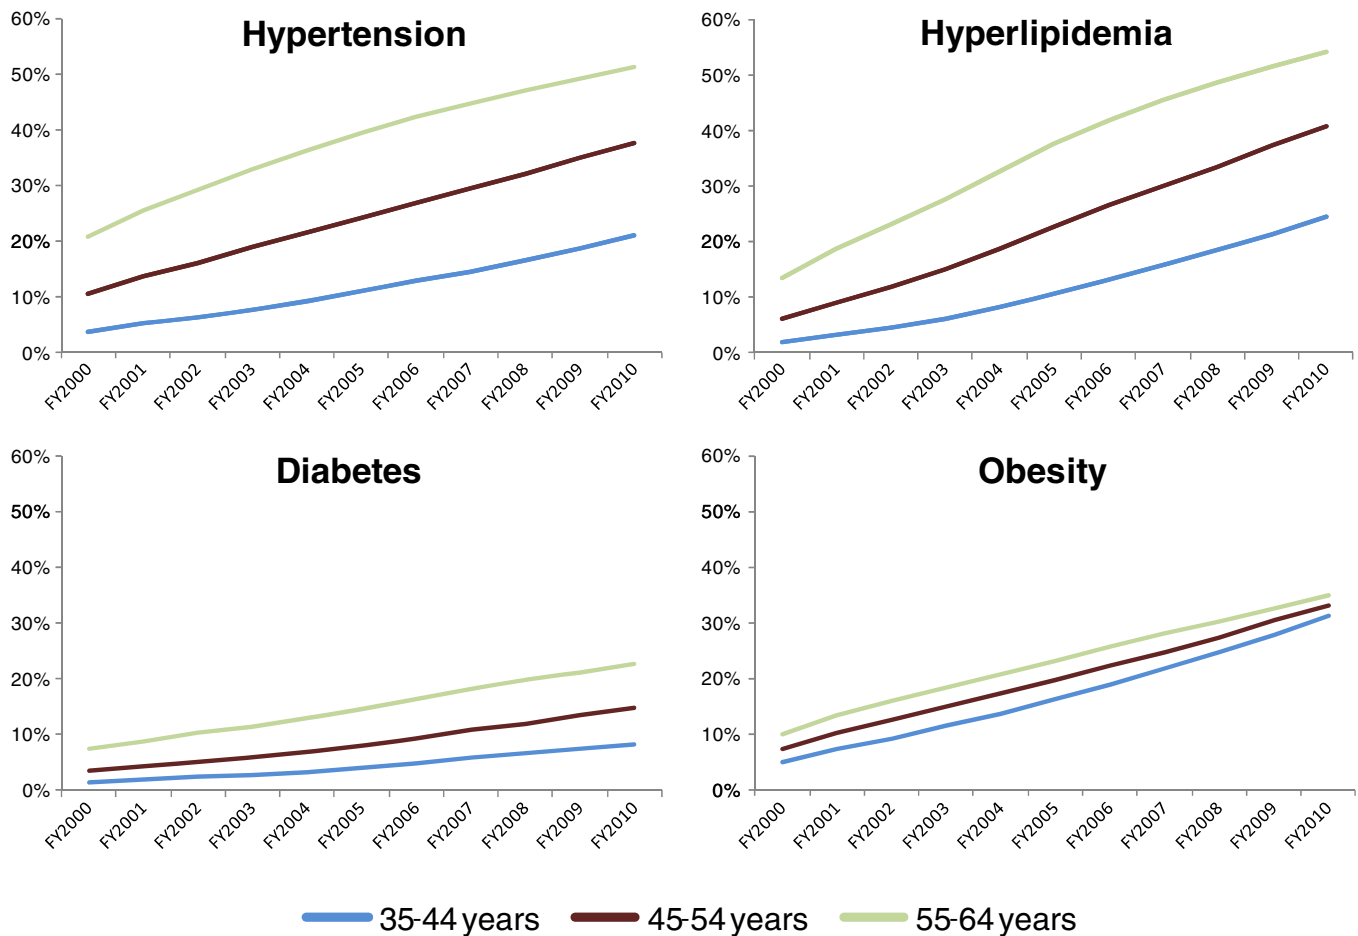 Hypertension
60%
50%
40%
30%
20%
10%
0%
FY2000
FY2001
FY2002
FY2003
FY2004
FY2005
FY2006
FY2007
FY2008
FY2009
FY2010
Hyperlipidemia
60%
50%
40%
30%
20%
10%
0%
FY2000
FY2001
FY2002
FY2003
FY2004
FY2005
FY2006
FY2007
FY2008
FY2009
FY2010
Diabetes
60%
50%
40%
30%
20%
10%
0%
FY2000
FY2001
FY2002
FY2003
FY2004
FY2005
FY2006
FY2007
FY2008
FY2009
FY2010
Obesity
60%
50%
40%
30%
20%
10%
0%
FY2000
FY2001
FY2002
FY2003
FY2004
FY2005
FY2006
FY2007
FY2008
FY2009
FY2010
35-44 years
45-54 years
55-64 years